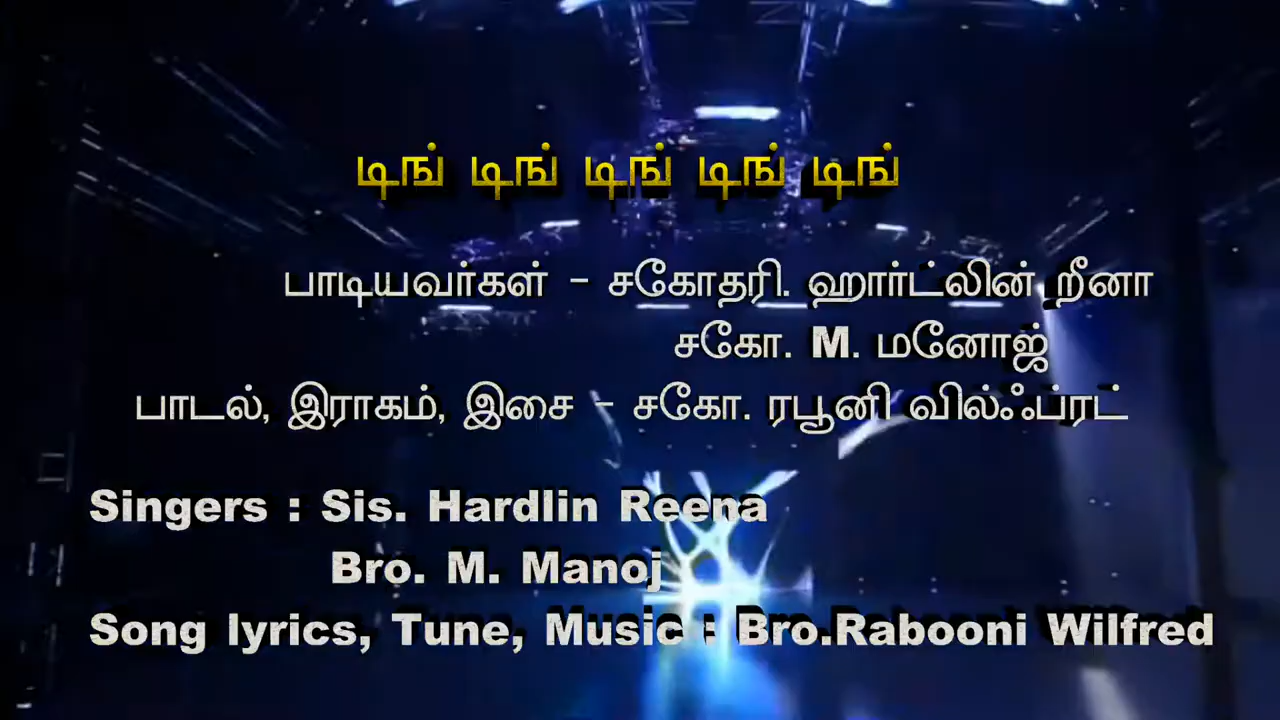 டிங் டிங் டிங் டிங் டிங்
பாடியவர்கள் - சகோதரி. ஹார்ட்லின் றீனா
சகோ. M. மனோஜ்
பாடல், இராகம், இசை - சகோ. ரபூனி வில்ஃப்ரட்
Singers : Sis. Hardlin Reena
Bro. M. Manoj
Song lyrics, Tune, Music : Bro.Rabooni Wilfred